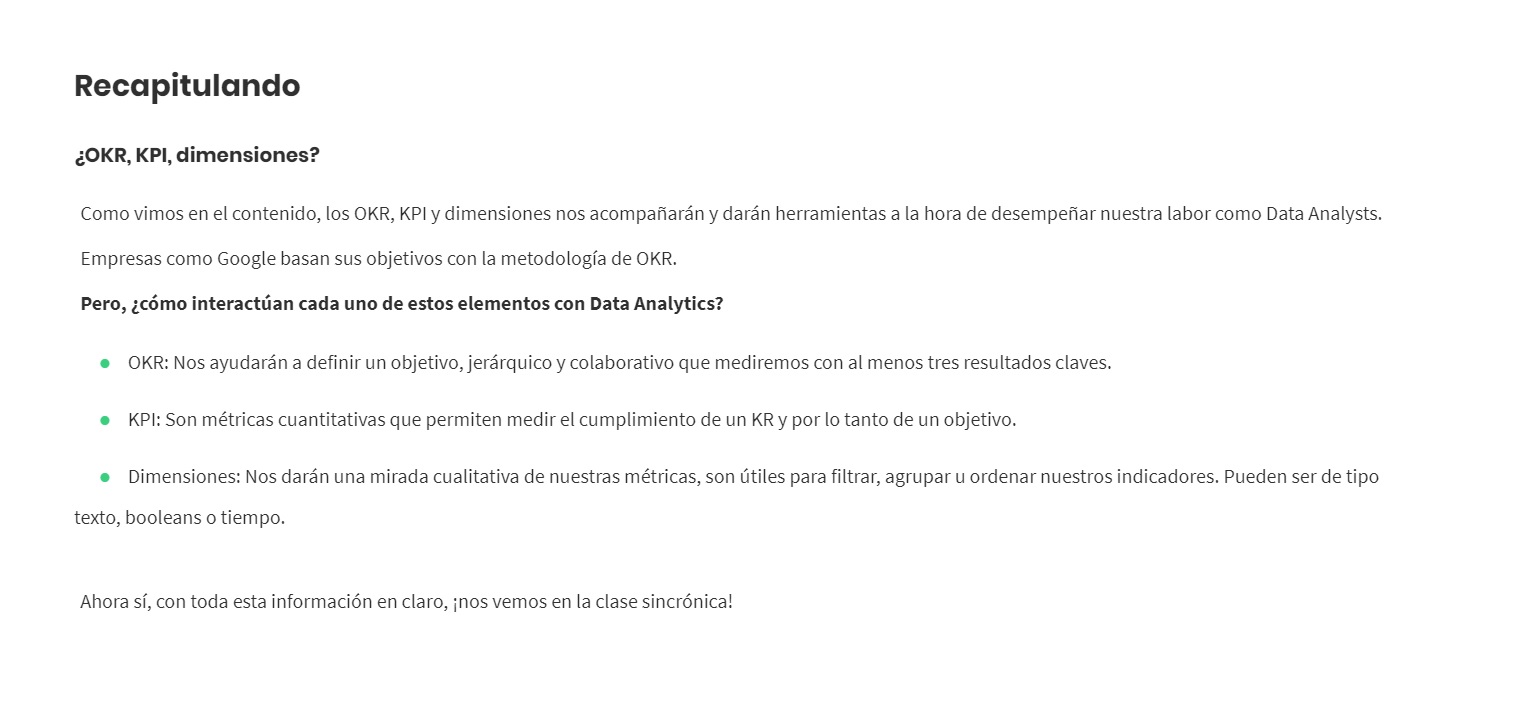 Recapitulando
¿OKR, KPI, dimensiones?
Como vimos en el contenido, los OKR, KPI y dimensiones nos acompañarán y darán herramientas a la hora de desempeñar nuestra labor como Data Analysts.
Empresas como Google basan sus objetivos con la metodología de OKR.
Pero, ¿cómo interactúan cada uno de estos elementos con Data Analytics?
● OKR: Nos ayudarán a definir un objetivo, jerárquico y colaborativo que mediremos con al menos tres resultados claves.
● KPI: Son métricas cuantitativas que permiten medir el cumplimiento de un KR y por lo tanto de un objetivo.
● Dimensiones: Nos darán una mirada cualitativa de nuestras métricas, son útiles para filtrar, agrupar u ordenar nuestros indicadores. Pueden ser de tipo
texto, booleans o tiempo.
Ahora sí, con toda esta información en claro, ¡nos vemos en la clase sincrónica!